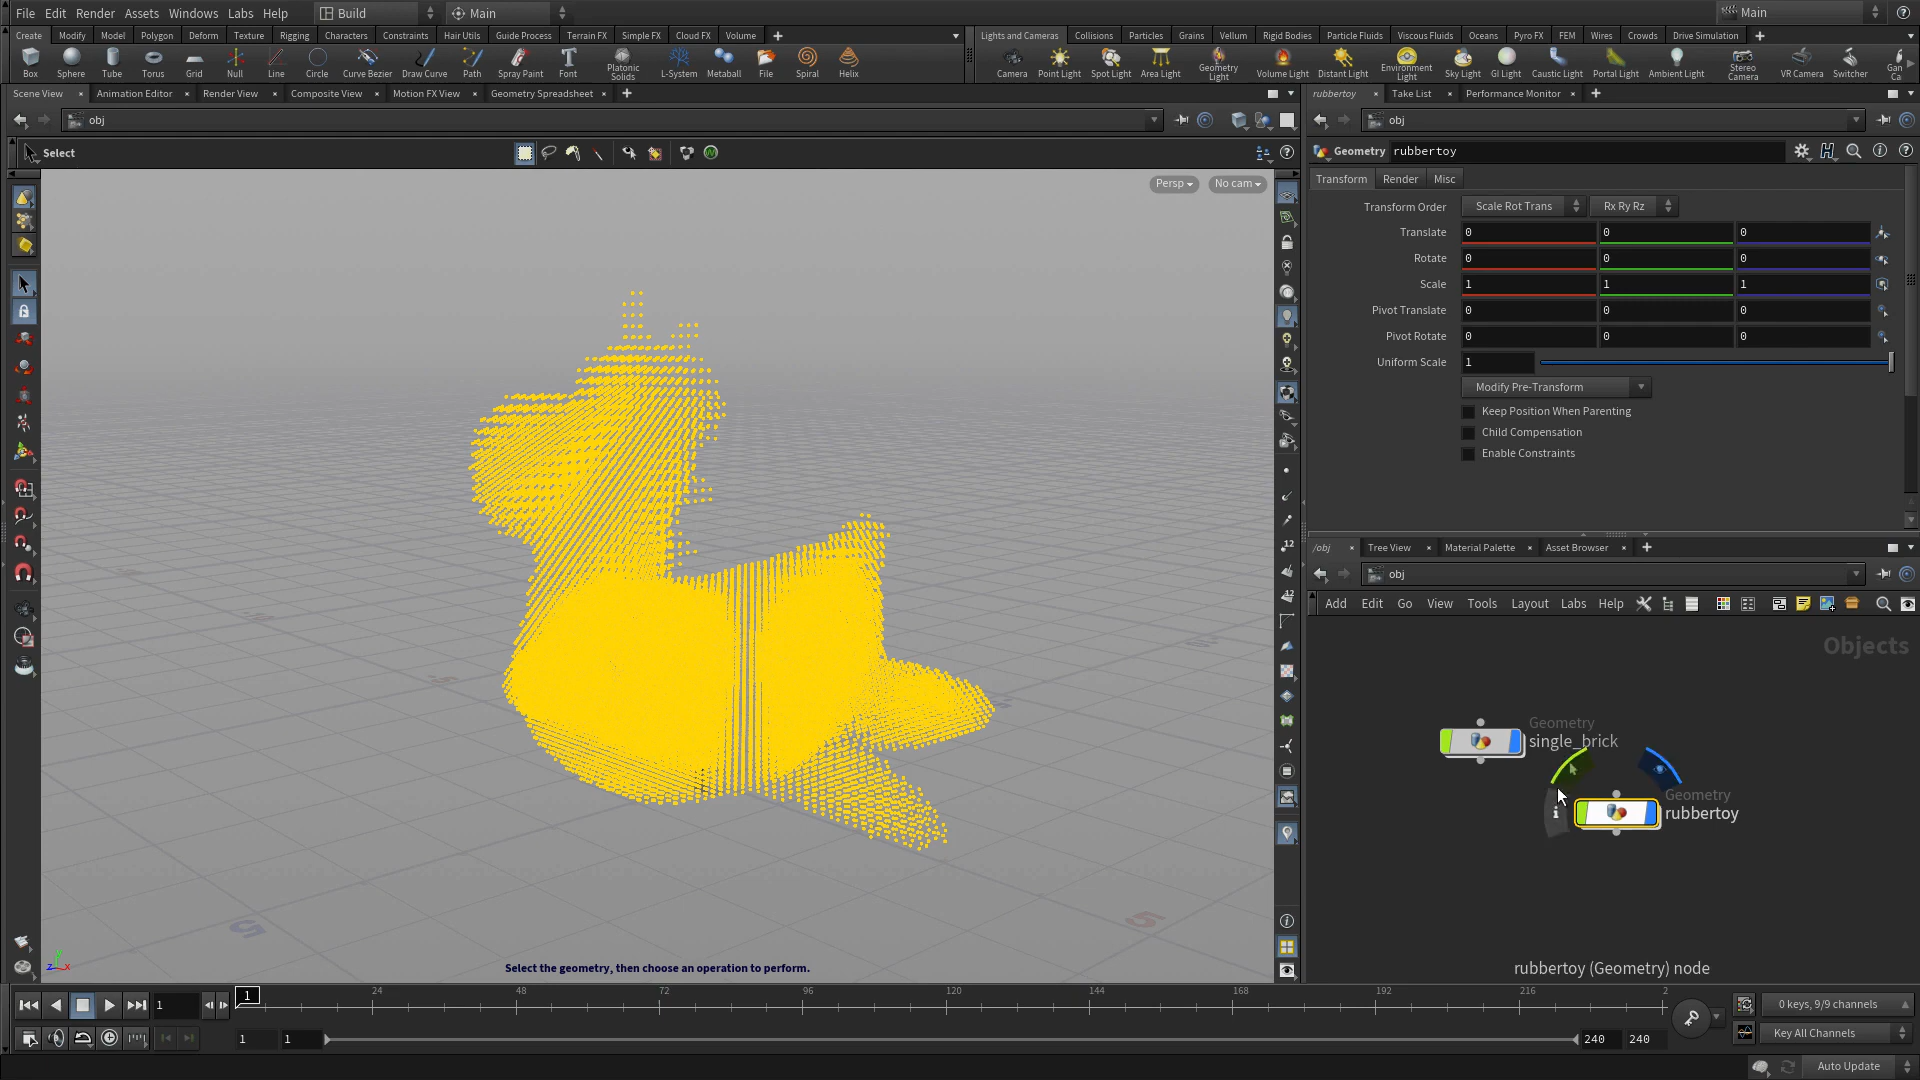 File Edit Render Assets Windows Labs Help Build Main Main
Create Modify Model Polygon Deform Texture Rigging Characters Constraints Hair Utils Guide Process Terrain FX Simple FX Cloud FX Volume
Lights and Cameras Collisions Particles Grains Vellum Rigid Bodies Particle Fluids Viscous Fluids Oceans Pyro FX FEM Wires Crowds Drive Simulation
Box Sphere Tube Torus Grid Null Line Circle Curve Bezier Draw Curve Path Spray Paint Font Platonic Solids L-System Metaball File Spiral Helix
Camera Point Light Spot Light Area Light Geometry Light Volume Light Distant Light Environment Light Sky Light GI Light Caustic Light Portal Light Ambient Light Stereo Camera VR Camera Switcher Gan Ca
Scene View Animation Editor Render View Composite View Motion FX View Geometry Spreadsheet
rubbertoy Take List Performance Monitor
obj
obj
Select
Geometry rubbertoy
Persp No cam
Transform Render Misc
Transform Order Scale Rot Trans Rx Ry Rz
Translate 0 0 0
Rotate 0 0 0
Scale 1 1 1
Pivot Translate 0 0 0
Pivot Rotate 0 0 0
Uniform Scale 1
Modify Pre-Transform
Keep Position When Parenting
Child Compensation
Enable Constraints
/obj Tree View Material Palette Asset Browser
obj
Add Edit Go View Tools Layout Labs Help
Objects
Geometry
single_brick
Geometry
rubbertoy
rubbertoy (Geometry) node
12
12
5
5
y
z x
Select the geometry, then choose an operation to perform.
1
1 24 48 72 96 120 144 168 192 216 2
0 keys, 9/9 channels
1 1 240 240
Key All Channels
Auto Update